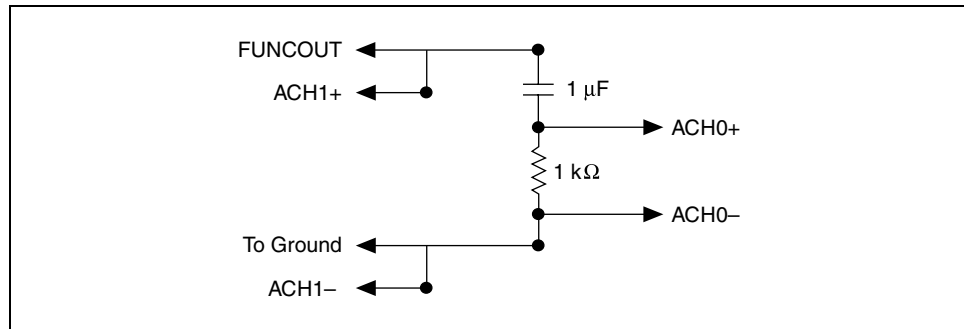 FUNCOUT
ACH1+
1 μF
ACH0+
1 kΩ
ACH0–
To Ground
ACH1–